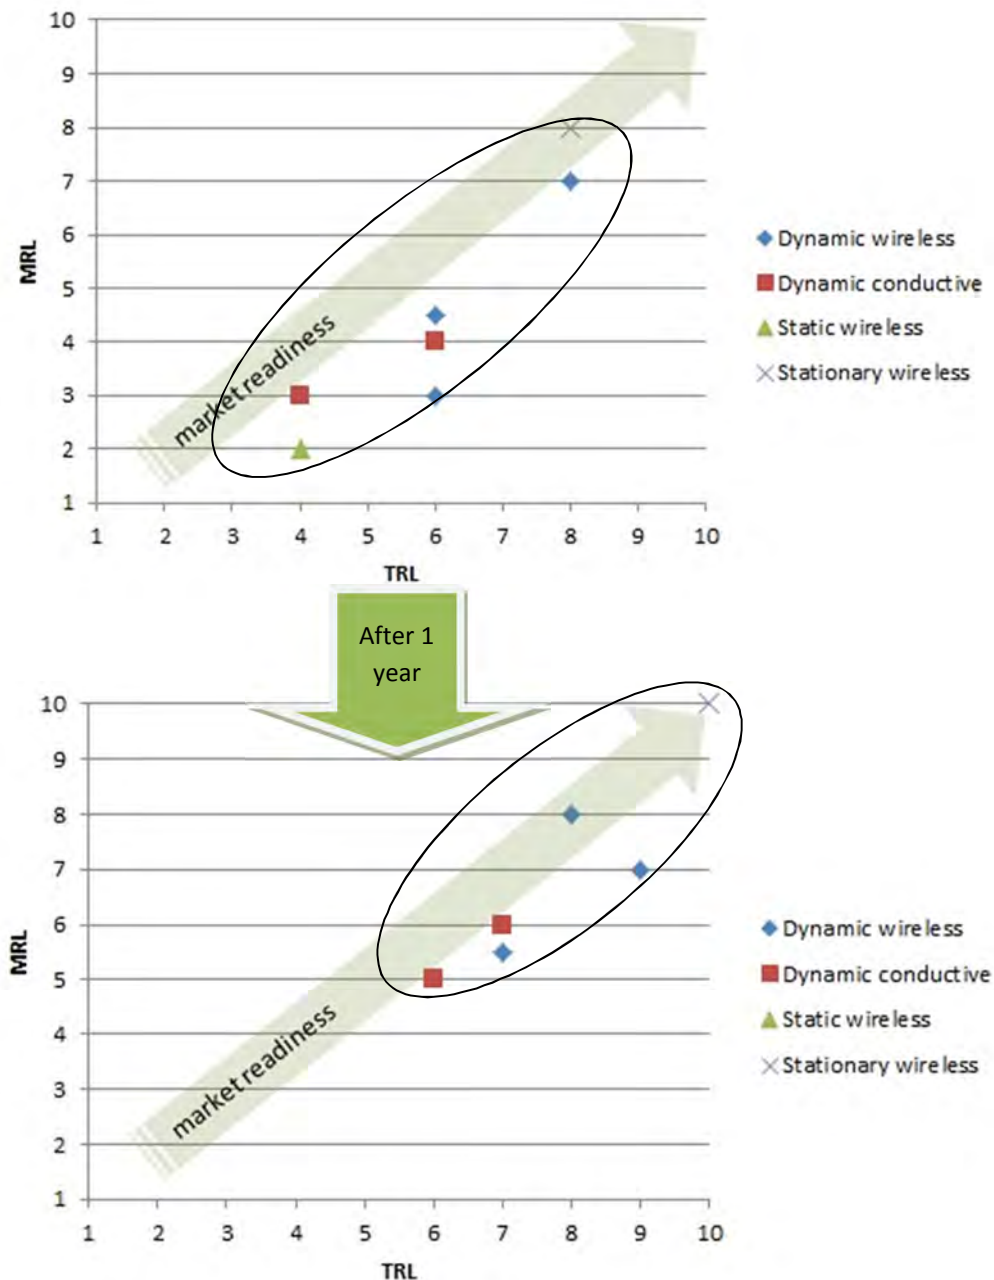 10
9
8
7
6
5
4
3
2
1
MRL
market readiness
1 2 3 4 5 6 7 8 9 10
TRL
Dynamic wireless
Dynamic conductive
Static wireless
Stationary wireless
After 1
year
10
9
8
7
6
5
4
3
2
1
MRL
market readiness
1 2 3 4 5 6 7 8 9 10
TRL
Dynamic wireless
Dynamic conductive
Static wireless
Stationary wireless